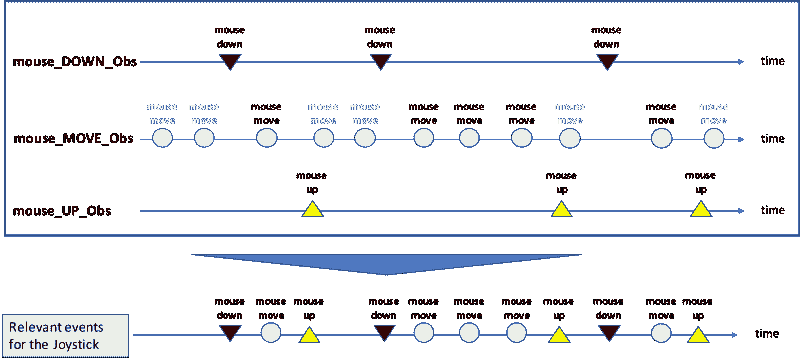 mouse mouse mouse
down down down
mouse_DOWN_Obs time
mouse mouse mouse mouse mouse mouse mouse mouse mouse mouse mouse
move move move move move move move move move move move
mouse_MOVE_Obs time
mouse mouse mouse
up up up
mouse_UP_Obs time
mouse mouse mouse mouse mouse mouse mouse mouse mouse mouse mouse
down move up down move move move up down move up
Relevant events
for the Joystick
time